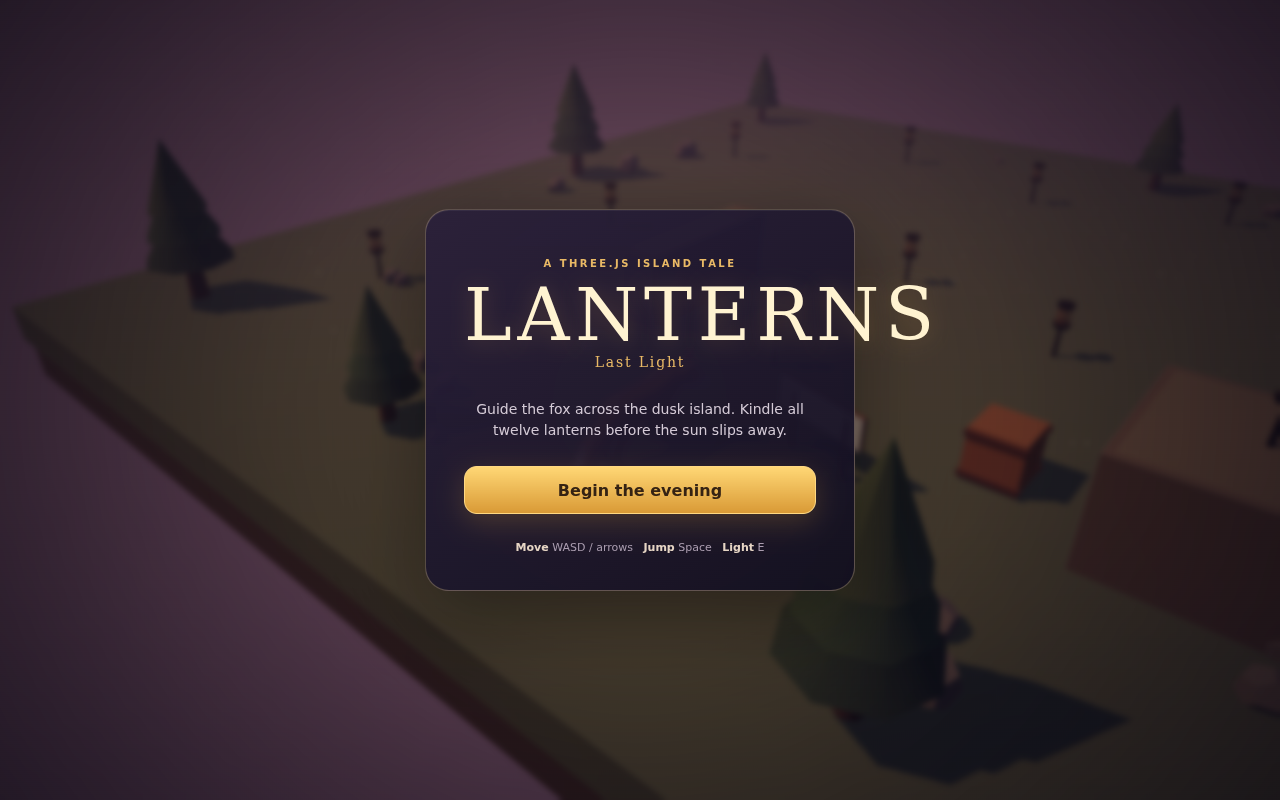 A THREE.JS ISLAND TALE
LANTERNS
Last Light
Guide the fox across the dusk island. Kindle all
twelve lanterns before the sun slips away.
Begin the evening
Move WASD / arrows Jump Space Light E